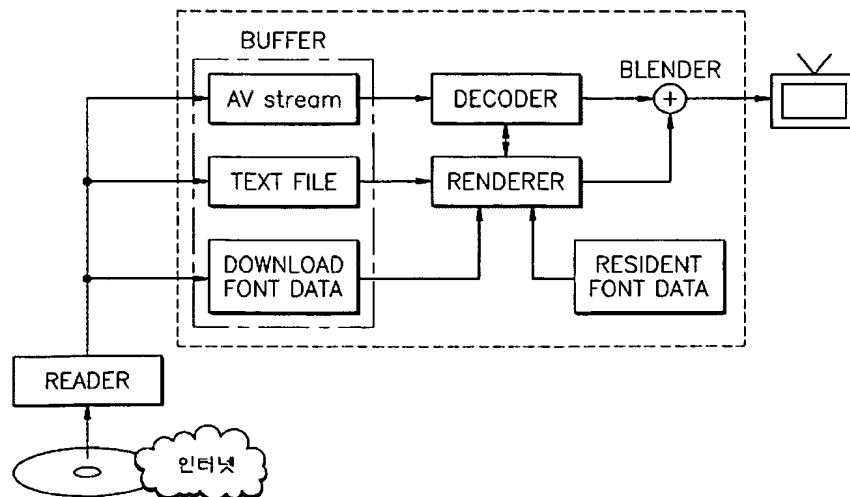 BUFFER
BLENDER
AV stream
DECODER
+
TEXT FILE
RENDERER
DOWNLOAD
FONT DATA
RESIDENT
FONT DATA
READER
인터넷